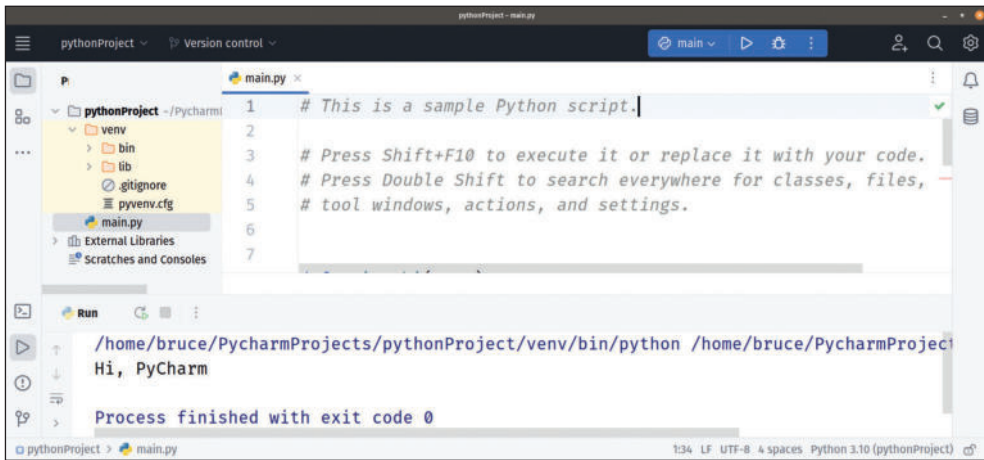 pythonProject – main.py
pythonProject Version control main
P
main.py
pythonProject ~/Pycharm
venv
bin
lib
.gitignore
pyvenv.cfg
main.py
External Libraries
Scratches and Consoles
1 # This is a sample Python script.
2
3 # Press Shift+F10 to execute it or replace it with your code.
4 # Press Double Shift to search everywhere for classes, files,
5 # tool windows, actions, and settings.
6
7
Run
/home/bruce/PycharmProjects/pythonProject/venv/bin/python /home/bruce/PycharmProject
Hi, PyCharm
Process finished with exit code 0
pythonProject > main.py 1:34 LF UTF-8 4 spaces Python 3.10 (pythonProject)